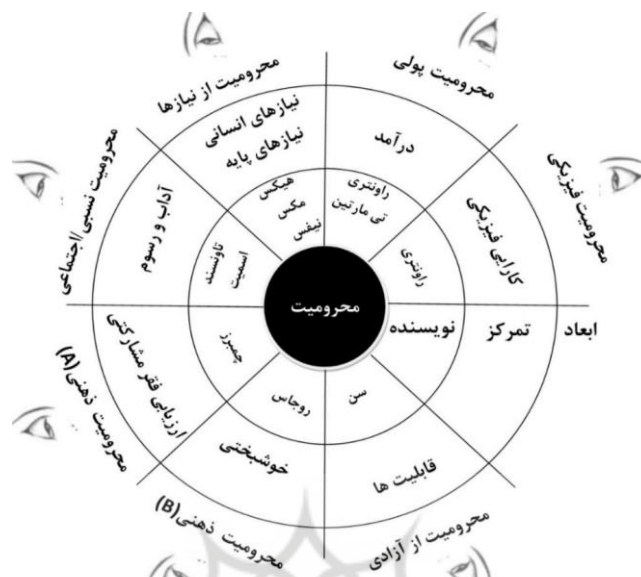 محرومیت پولی
درآمد
راونتری
تی مارتین
محرومیت فیزیکی
کارایی فیزیکی
راونتری
ابعاد
تمرکز
نویسنده
محرومیت از آزادی
قابلیت ها
سن
محرومیت ذهنی (B)
خوشبختی
روجاس
محرومیت ذهنی (A)
ارزیابی فقر مشارکتی
چمبرز
محرومیت نسبی/اجتماعی
آداب و رسوم
تاونسند
اسمیت
محرومیت از نیازها
نیازهای انسانی
نیازهای پایه
هیکس
مکس
نیفس
محرومیت